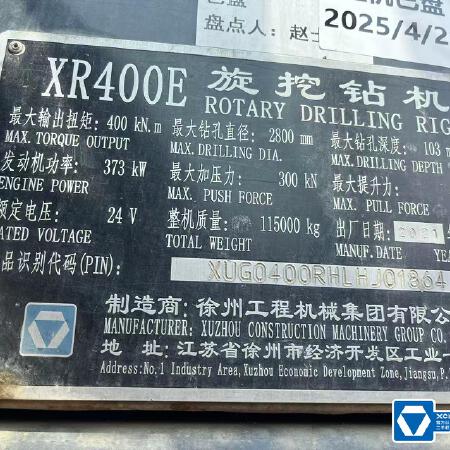 盘点人：赵士
2025/4/2
XR400E 旋挖钻机
ROTARY DRILLING RIG
最大输出扭矩: 400 kN.m 最大钻孔直径: 2800 mm 最大钻孔深度: 103 m
MAX. TORQUE OUTPUT MAX. DRILLING DIA. MAX. DRILLING DEPTH
发动机功率: 373 kW 最大加压力: 300 kN 最大提升力:
ENGINE POWER MAX. PUSH FORCE MAX. PULL FORCE
额定电压: 24 V 整机质量: 115000 kg 出厂日期: 2021
RATED VOLTAGE TOTAL WEIGHT MANUF. DATE
品识别代码(PIN): XUG0400RHLHJ01864
制造商: 徐州工程机械集团有限公
MANUFACTURER: XUZHOU CONSTRUCTION MACHINERY GROUP CO.
地 址: 江苏省徐州市经济开发区工业一
Address:No.1 Industry Area,Xuzhou Economic Development Zone,Jiangsu,P.